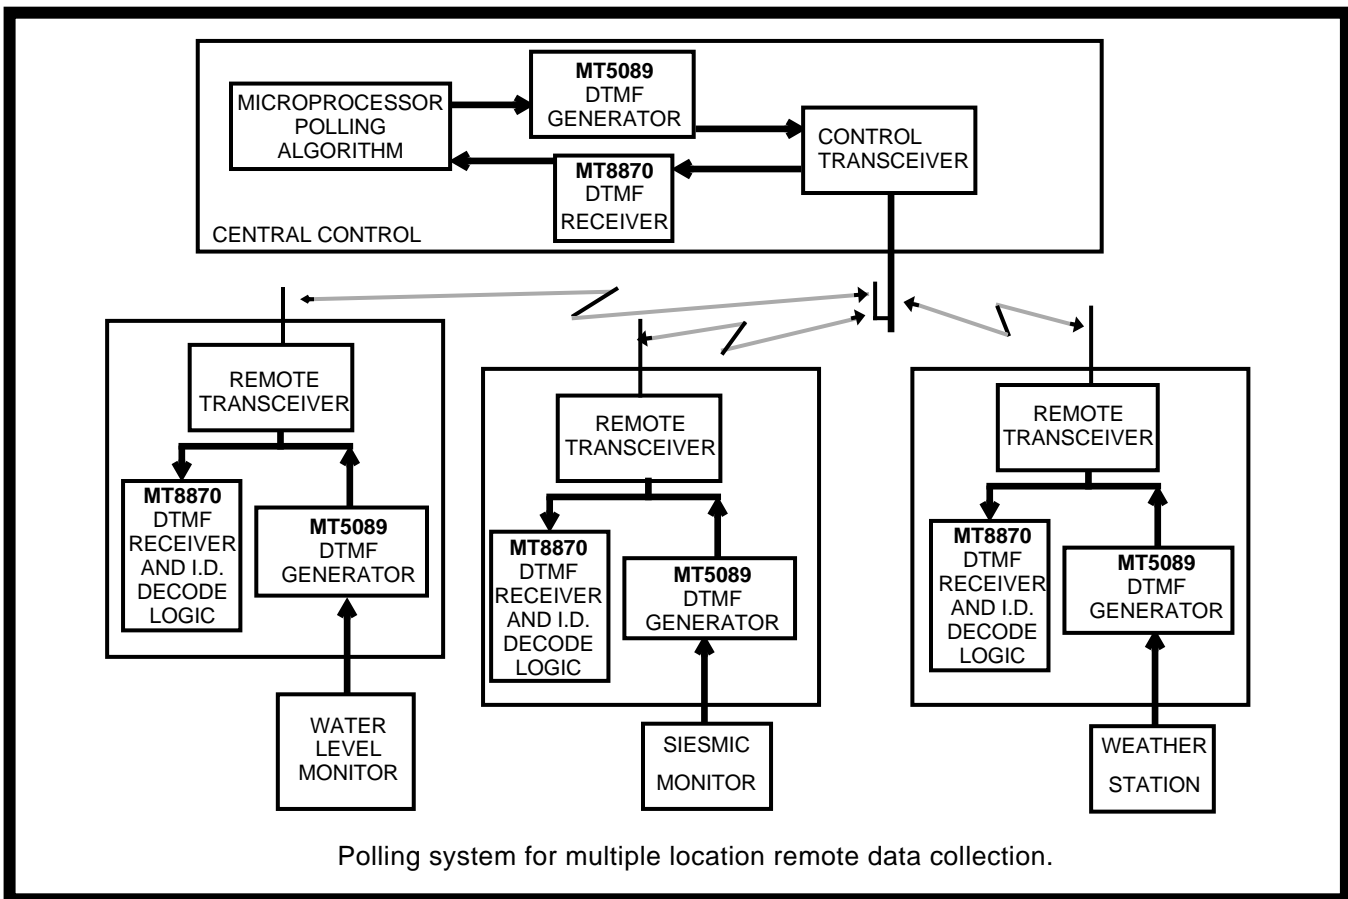 MICROPROCESSOR
POLLING
ALGORITHM
MT5089
DTMF
GENERATOR
MT8870
DTMF
RECEIVER
CONTROL
TRANSCEIVER
CENTRAL CONTROL
REMOTE
TRANSCEIVER
MT8870
DTMF
RECEIVER
AND I.D.
DECODE
LOGIC
MT5089
DTMF
GENERATOR
WATER
LEVEL
MONITOR
REMOTE
TRANSCEIVER
MT8870
DTMF
RECEIVER
AND I.D.
DECODE
LOGIC
MT5089
DTMF
GENERATOR
SIESMIC
MONITOR
REMOTE
TRANSCEIVER
MT8870
DTMF
RECEIVER
AND I.D.
DECODE
LOGIC
MT5089
DTMF
GENERATOR
WEATHER
STATION
Polling system for multiple location remote data collection.